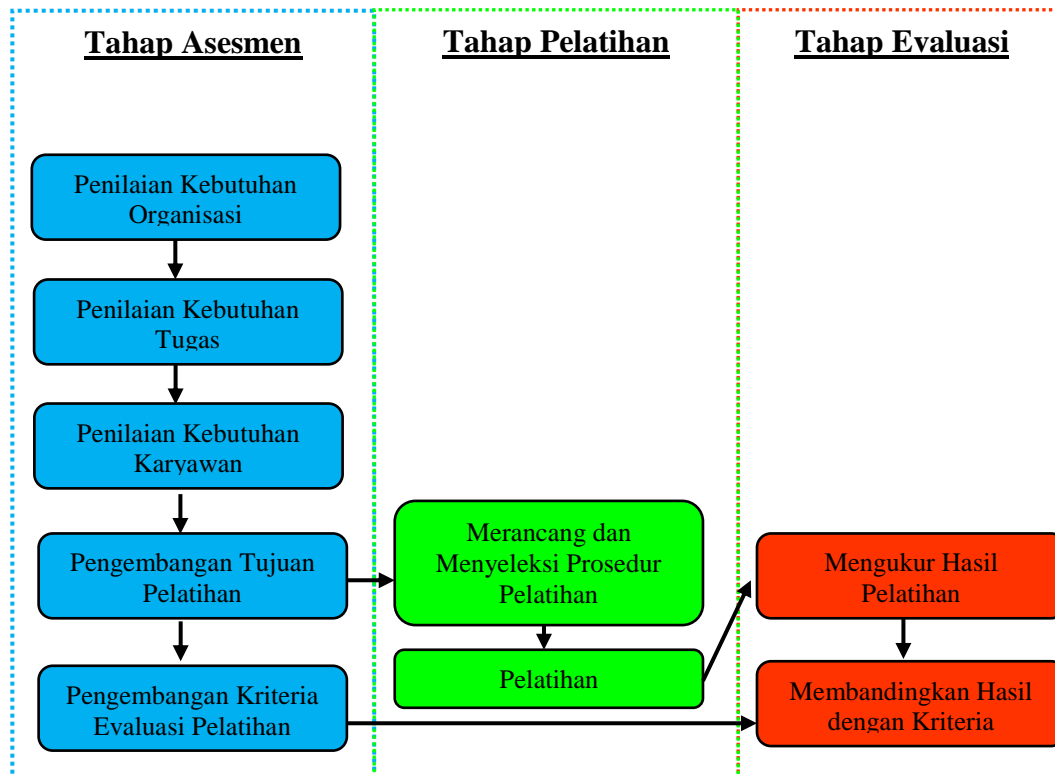 Tahap Asesmen
Penilaian Kebutuhan
Organisasi
Penilaian Kebutuhan
Tugas
Penilaian Kebutuhan
Karyawan
Pengembangan Tujuan
Pelatihan
Pengembangan Kriteria
Evaluasi Pelatihan
Tahap Pelatihan
Merancang dan
Menyeleksi Prosedur
Pelatihan
Pelatihan
Tahap Evaluasi
Mengukur Hasil
Pelatihan
Membandingkan Hasil
dengan Kriteria